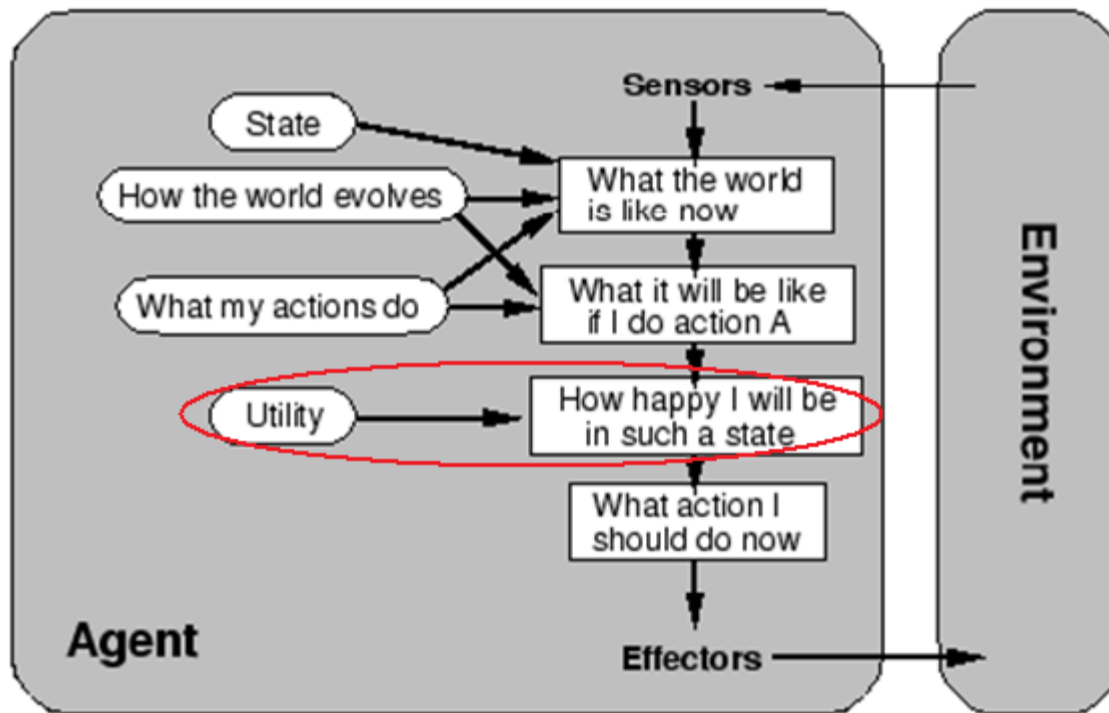 Sensors
State
What the world
is like now
How the world evolves
What it will be like
if I do action A
What my actions do
How happy I will be
in such a state
Utility
What action I
should do now
Agent
Effectors
Environment